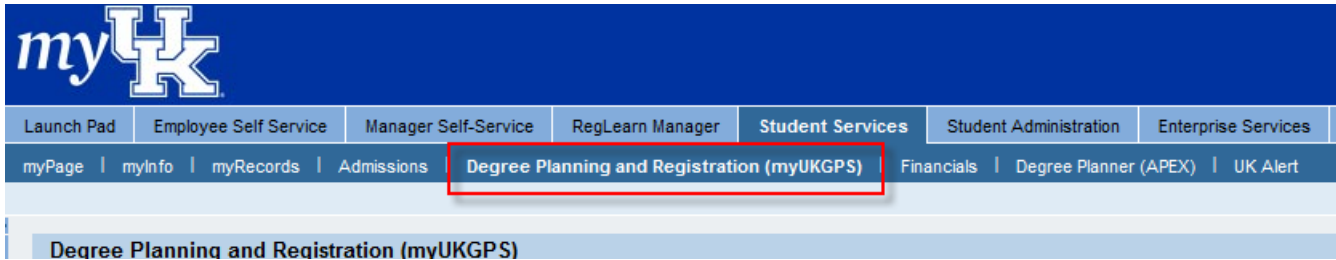 myUK
Launch Pad Employee Self Service Manager Self-Service RegLearn Manager Student Services Student Administration Enterprise Services
myPage | myInfo | myRecords | Admissions | Degree Planning and Registration (myUKGPS) | Financials | Degree Planner (APEX) | UK Alert
Degree Planning and Registration (myUKGPS)